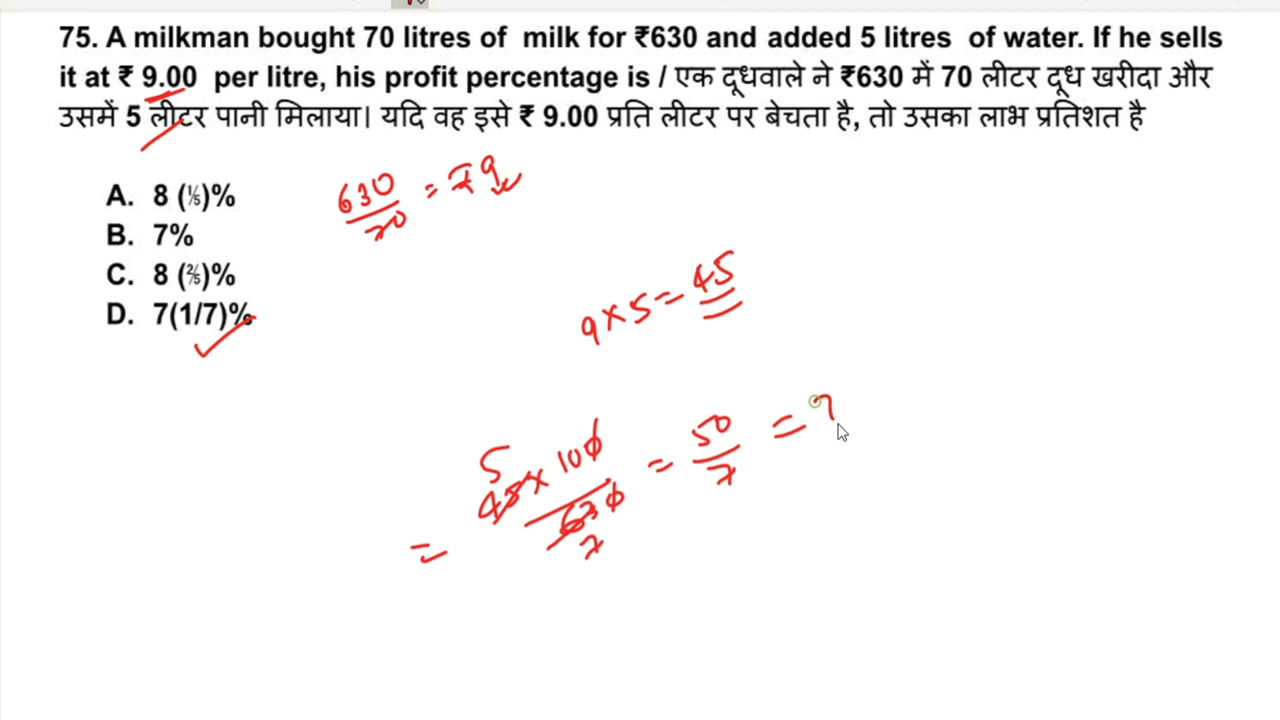 75. A milkman bought 70 litres of milk for ₹630 and added 5 litres of water. If he sells
it at ₹ 9.00 per litre, his profit percentage is / एक दूधवाले ने ₹630 में 70 लीटर दूध खरीदा और
उसमें 5 लीटर पानी मिलाया। यदि वह इसे ₹ 9.00 प्रति लीटर पर बेचता है, तो उसका लाभ प्रतिशत है
A. 8 (⅕)%
B. 7%
C. 8 (⅖)%
D. 7(1/7)%
630/70 = ₹9
9×5=45
5
= 45×100/630 = 50/7 = 7
7